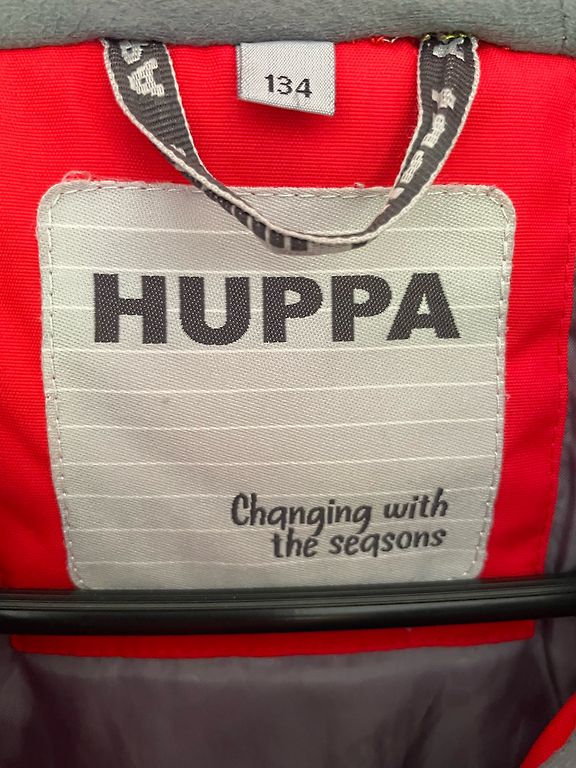 134
HUPPA
Changing with
the seasons